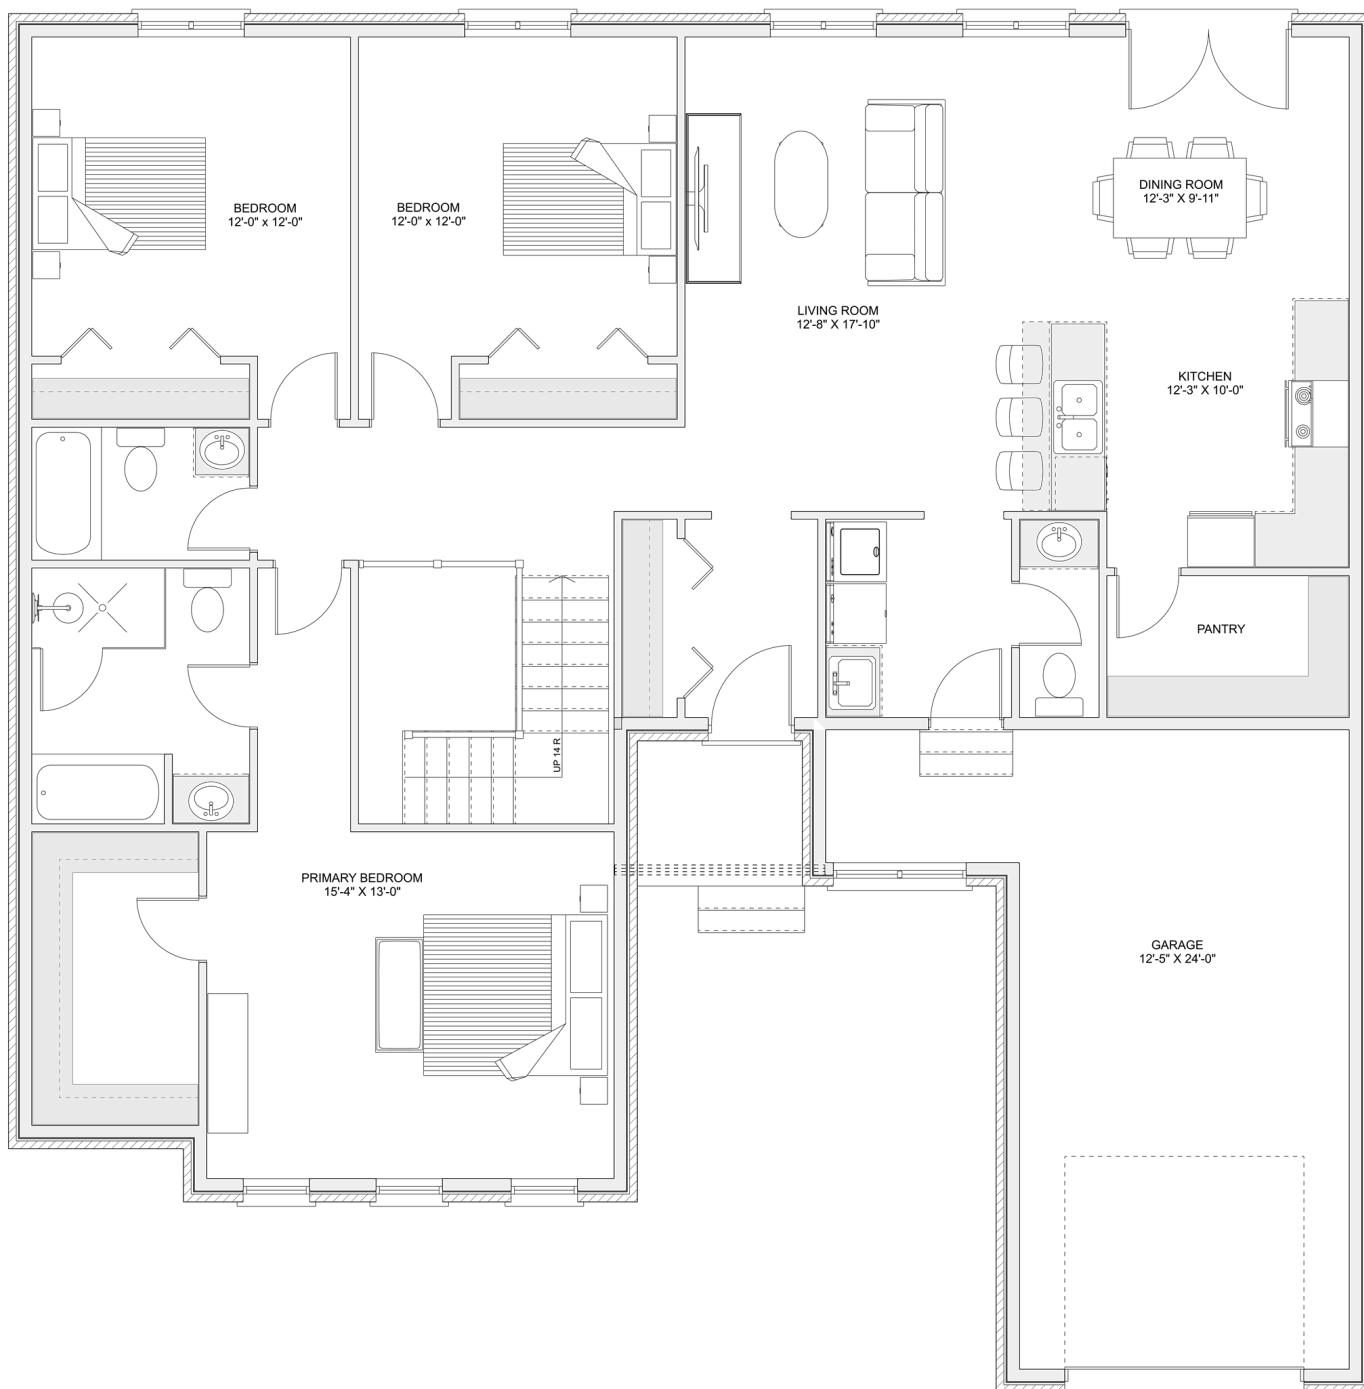 BEDROOM
12'-0" x 12'-0"
BEDROOM
12'-0" x 12'-0"
DINING ROOM
12'-3" X 9'-11"
LIVING ROOM
12'-8" X 17'-10"
KITCHEN
12'-3" X 10'-0"
PANTRY
UP 14 R
PRIMARY BEDROOM
15'-4" X 13'-0"
GARAGE
12'-5" X 24'-0"